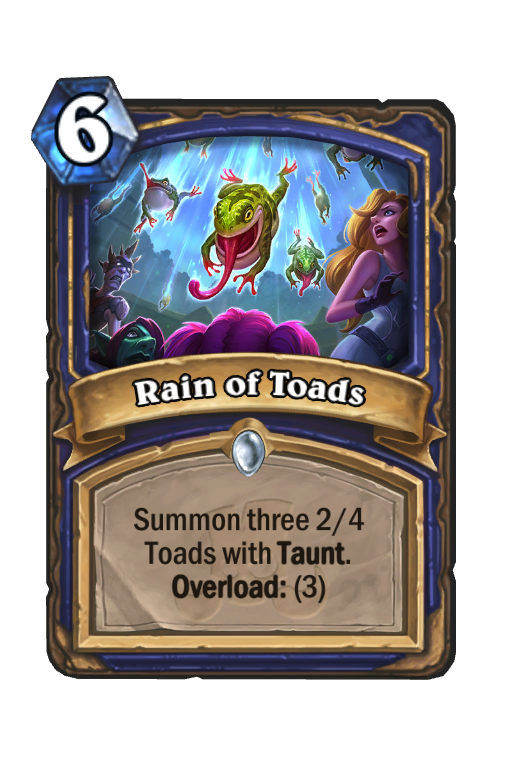 6
Rain of Toads
Summon three 2/4
Toads with Taunt.
Overload: (3)